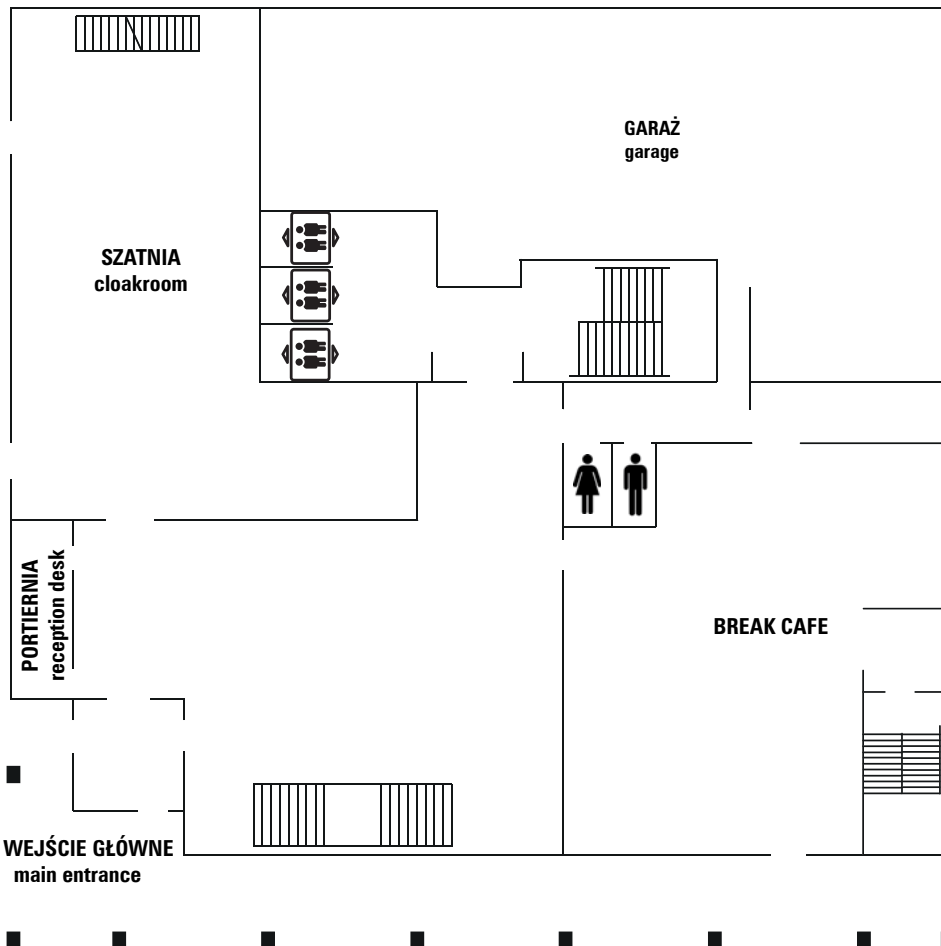 GARAŻ
garage
SZATNIA
cloakroom
PORTIERNIA
reception desk
BREAK CAFE
WEJŚCIE GŁÓWNE
main entrance